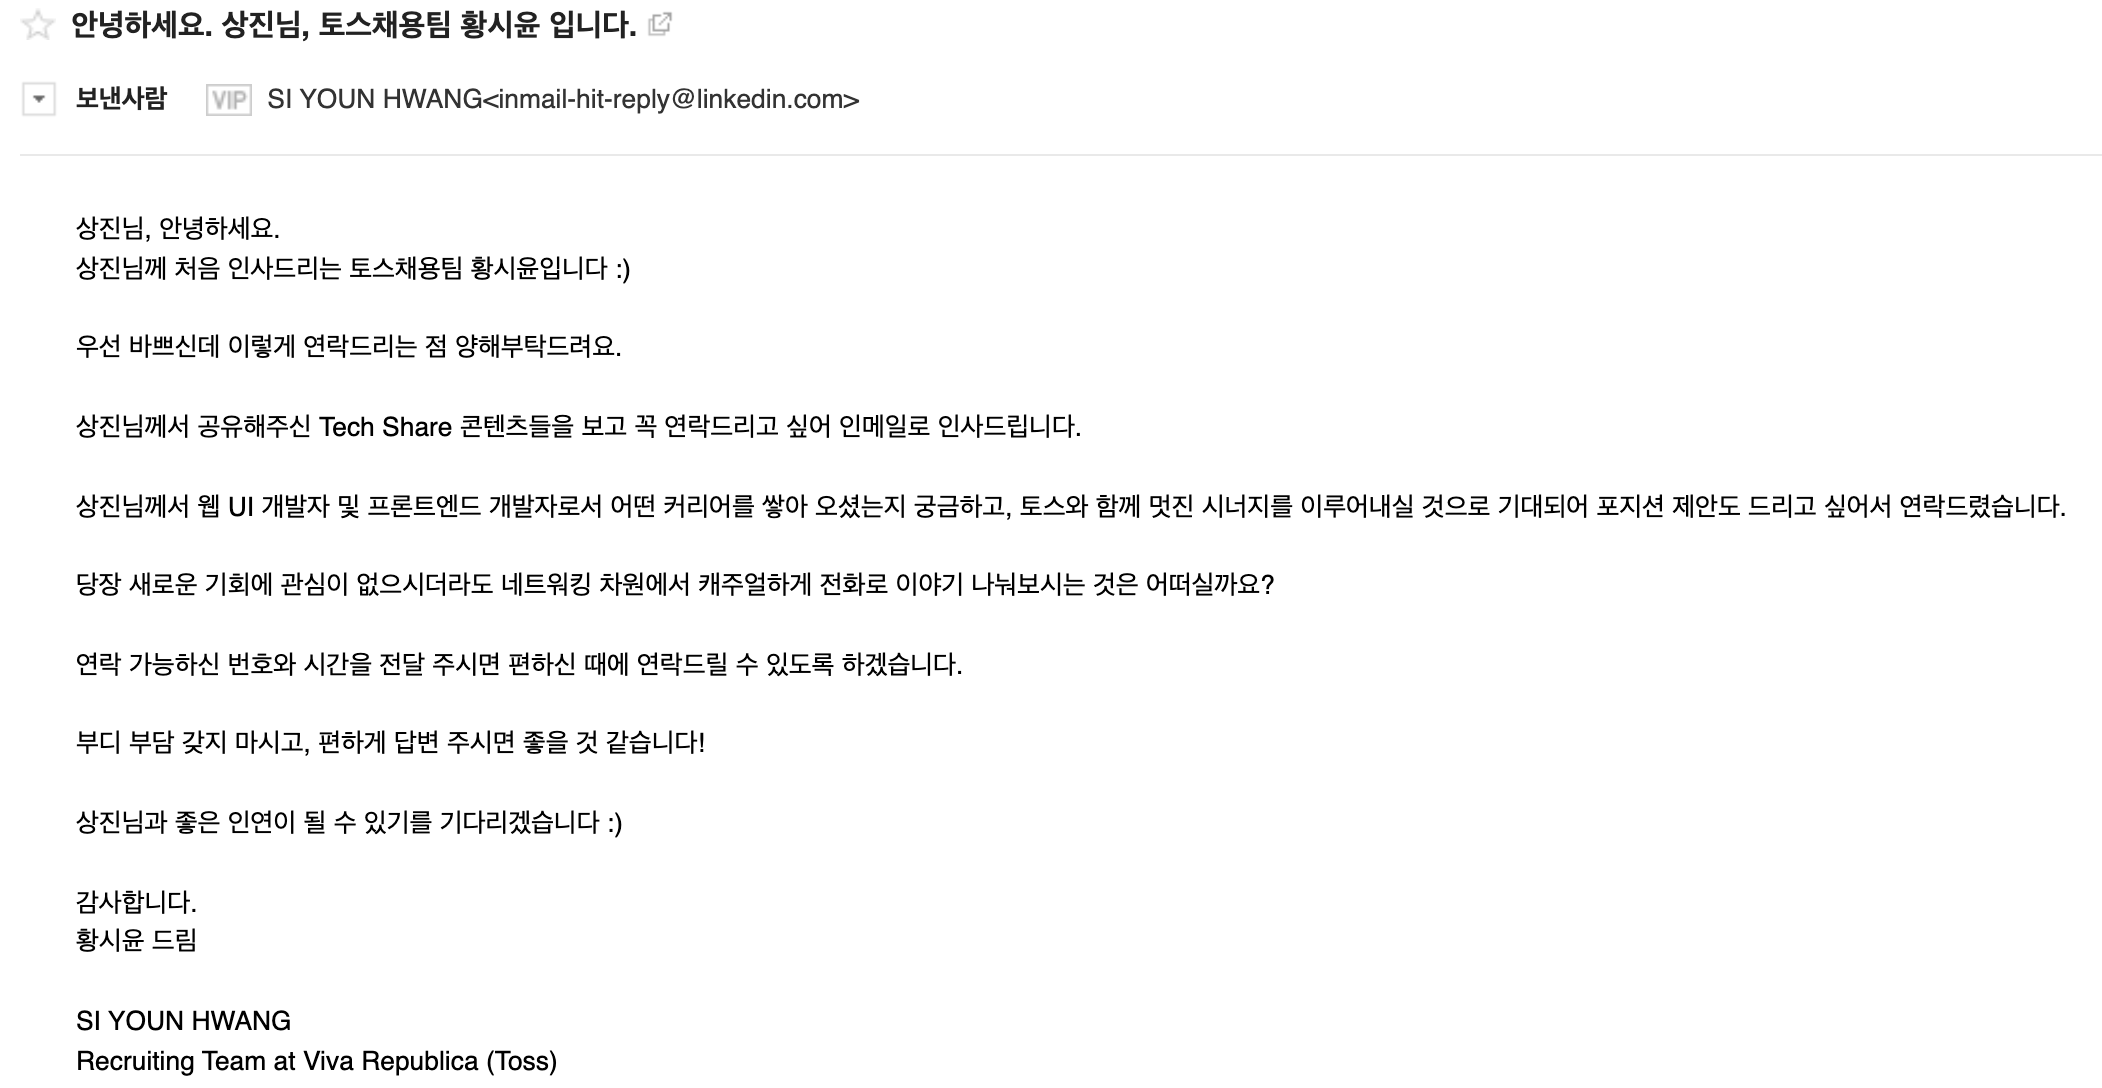 안녕하세요. 상진님, 토스채용팀 황시윤 입니다.
보낸사람 VIP SI YOUN HWANG<inmail-hit-reply@linkedin.com>
상진님, 안녕하세요.
상진님께 처음 인사드리는 토스채용팀 황시윤입니다 :)
우선 바쁘신데 이렇게 연락드리는 점 양해부탁드려요.
상진님께서 공유해주신 Tech Share 콘텐츠들을 보고 꼭 연락드리고 싶어 인메일로 인사드립니다.
상진님께서 웹 UI 개발자 및 프론트엔드 개발자로서 어떤 커리어를 쌓아 오셨는지 궁금하고, 토스와 함께 멋진 시너지를 이루어내실 것으로 기대되어 포지션 제안도 드리고 싶어서 연락드렸습니다.
당장 새로운 기회에 관심이 없으시더라도 네트워킹 차원에서 캐주얼하게 전화로 이야기 나눠보시는 것은 어떠실까요?
연락 가능하신 번호와 시간을 전달 주시면 편하신 때에 연락드릴 수 있도록 하겠습니다.
부디 부담 갖지 마시고, 편하게 답변 주시면 좋을 것 같습니다!
상진님과 좋은 인연이 될 수 있기를 기다리겠습니다 :)
감사합니다.
황시윤 드림
SI YOUN HWANG
Recruiting Team at Viva Republica (Toss)